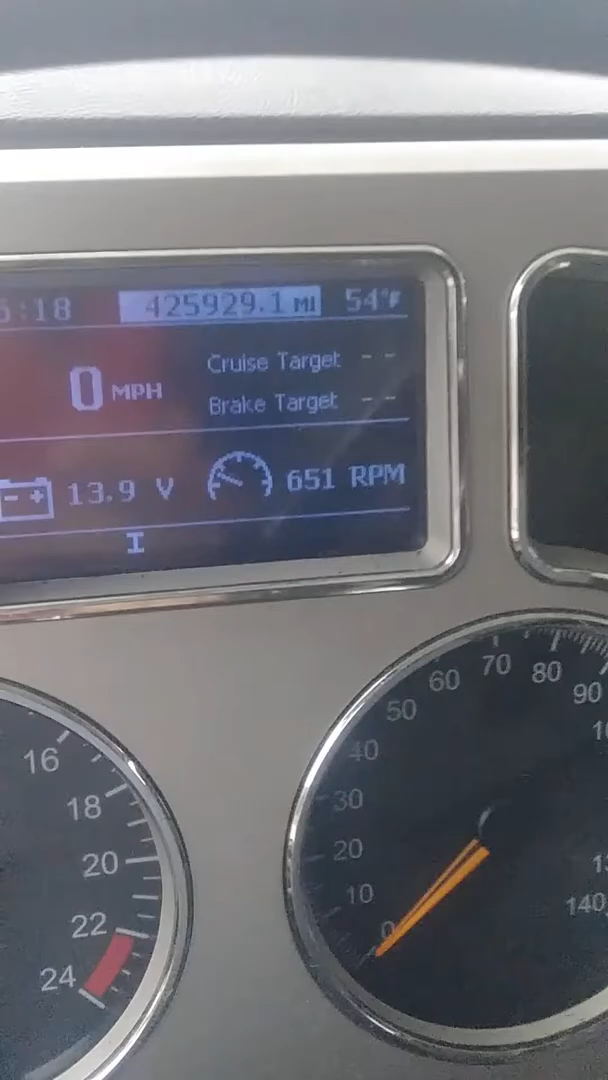 5:18 425929.1 MI 54°F
0 MPH
Cruise Target --
Brake Target --
- + 13.9 V 651 RPM
I
16
18
20
22
24
0
10
20
30
40
50
60
70
80
90
140